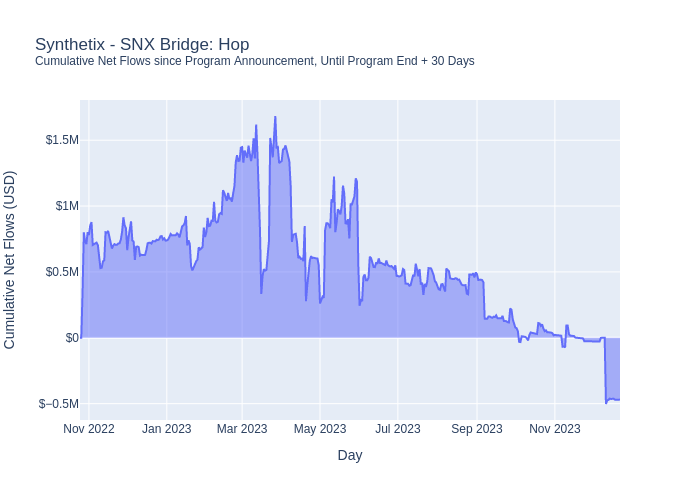 Synthetix - SNX Bridge: Hop
Cumulative Net Flows since Program Announcement, Until Program End + 30 Days
Cumulative Net Flows (USD)
$1.5M
$1M
$0.5M
$0
$−0.5M
Nov 2022
Jan 2023
Mar 2023
May 2023
Jul 2023
Sep 2023
Nov 2023
Day